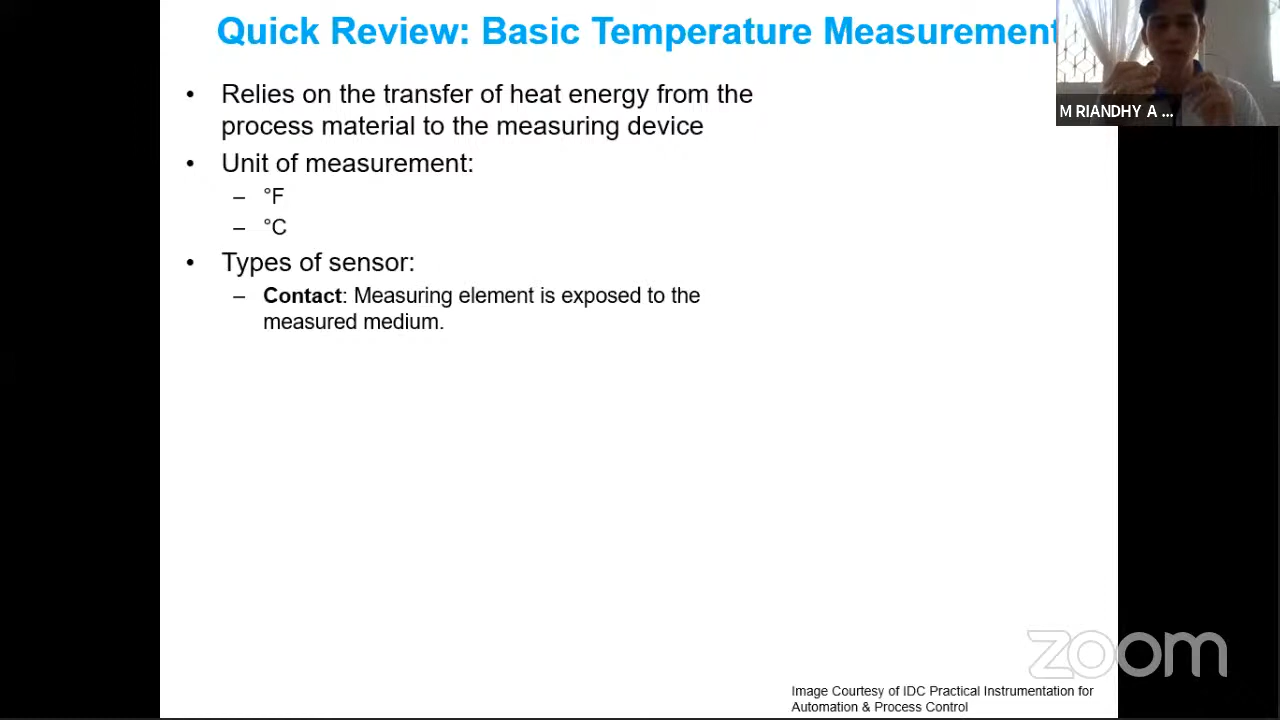 Quick Review: Basic Temperature Measurement
M RIANDHY A ...
• Relies on the transfer of heat energy from the
process material to the measuring device
• Unit of measurement:
– °F
– °C
• Types of sensor:
– Contact: Measuring element is exposed to the
measured medium.
zoom
Image Courtesy of IDC Practical Instrumentation for
Automation & Process Control